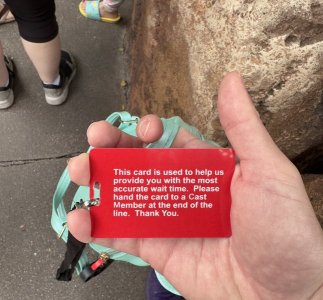 This card is used to help us
provide you with the most
accurate wait time. Please
hand the card to a Cast
Member at the end of the
line. Thank You.